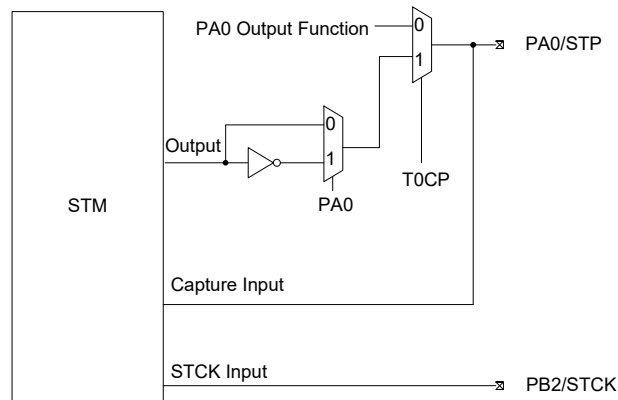 PA0 Output Function
0
1
PA0/STP
Output
0
1
T0CP
PA0
STM
Capture Input
STCK Input
PB2/STCK